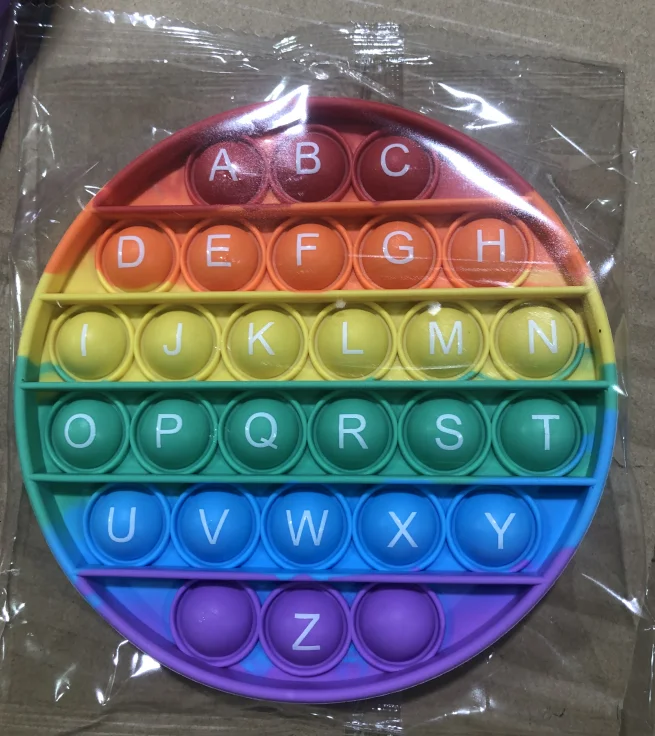 A B C
D E F G H
I J K L M N
O P Q R S T
U V W X Y
Z